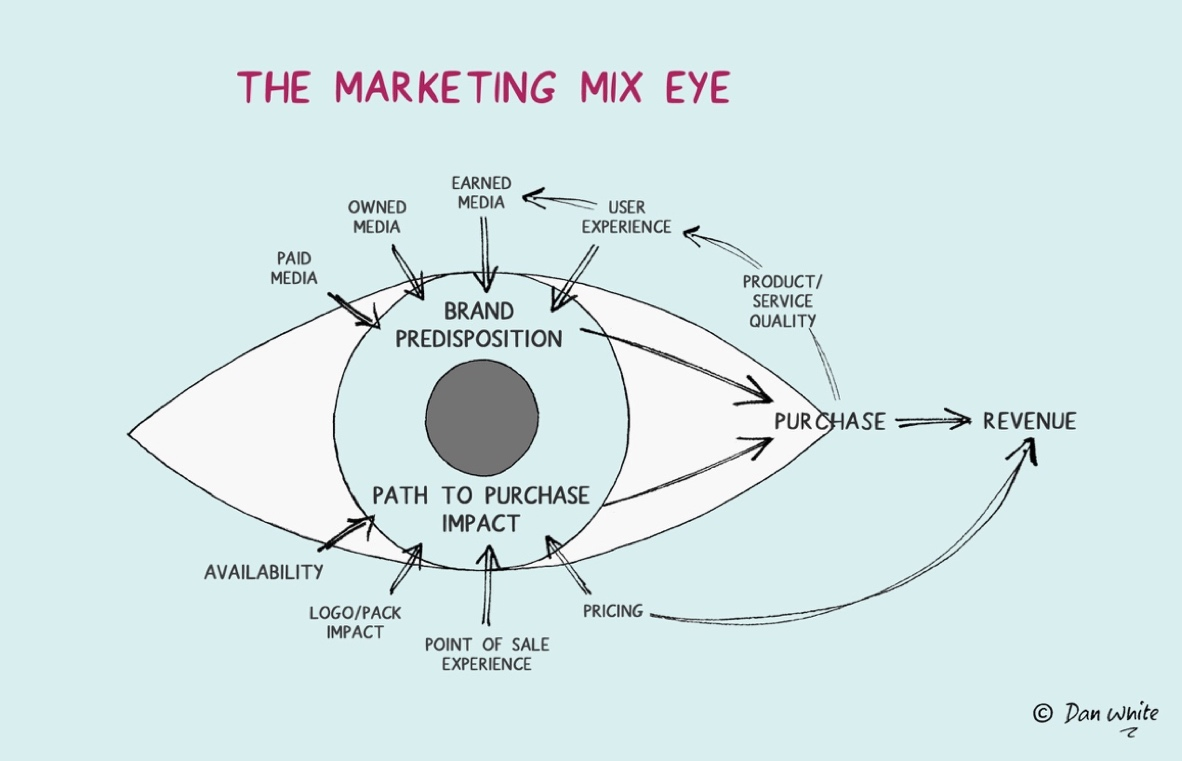 THE MARKETING MIX EYE
EARNED
MEDIA
OWNED
MEDIA
USER
EXPERIENCE
PAID
MEDIA
PRODUCT/
SERVICE
QUALITY
BRAND
PREDISPOSITION
PURCHASE
REVENUE
PATH TO PURCHASE
IMPACT
AVAILABILITY
LOGO/PACK
IMPACT
POINT OF SALE
EXPERIENCE
PRICING
© Dan White